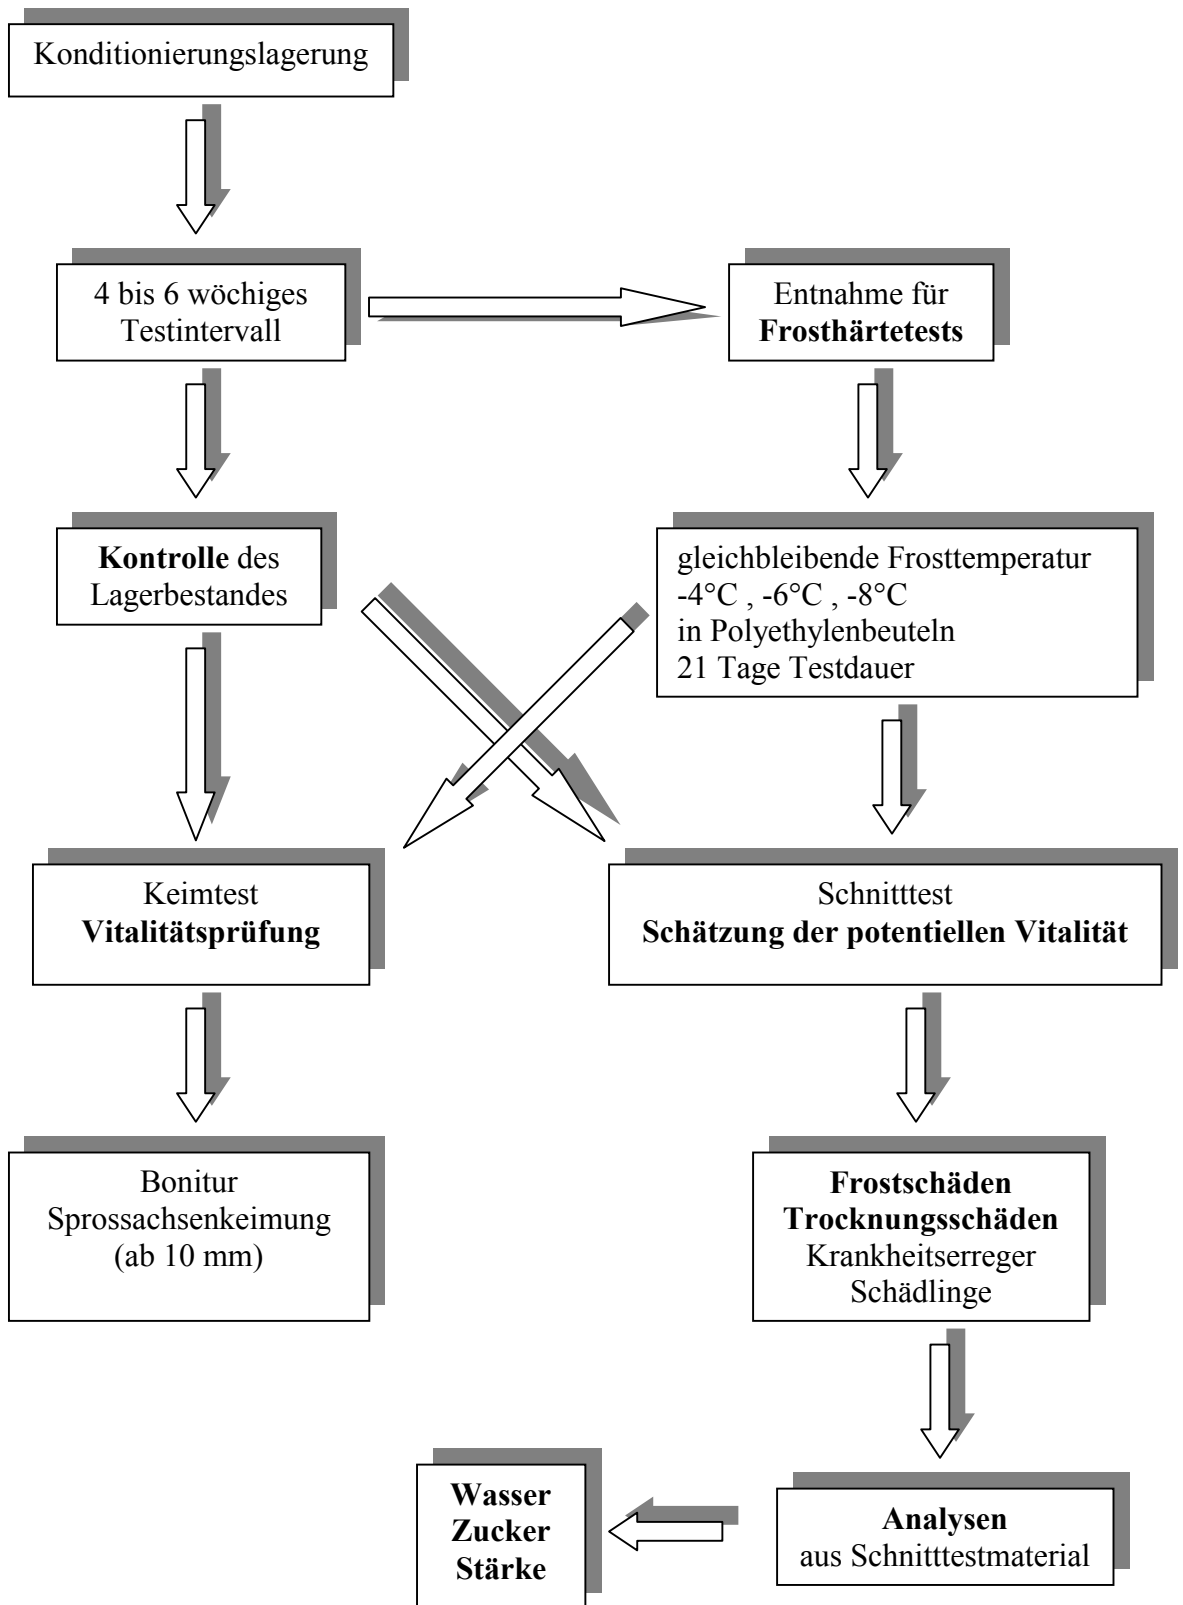 Konditionierungslagerung
4 bis 6 wöchiges
Testintervall
Entnahme für
Frosthärtetests
Kontrolle des
Lagerbestandes
gleichbleibende Frosttemperatur
-4°C , -6°C , -8°C
in Polyethylenbeuteln
21 Tage Testdauer
Keimtest
Vitalitätsprüfung
Schnitttest
Schätzung der potentiellen Vitalität
Bonitur
Sprossachsenkeimung
(ab 10 mm)
Frostschäden
Trocknungsschäden
Krankheitserreger
Schädlinge
Wasser
Zucker
Stärke
Analysen
aus Schnitttestmaterial